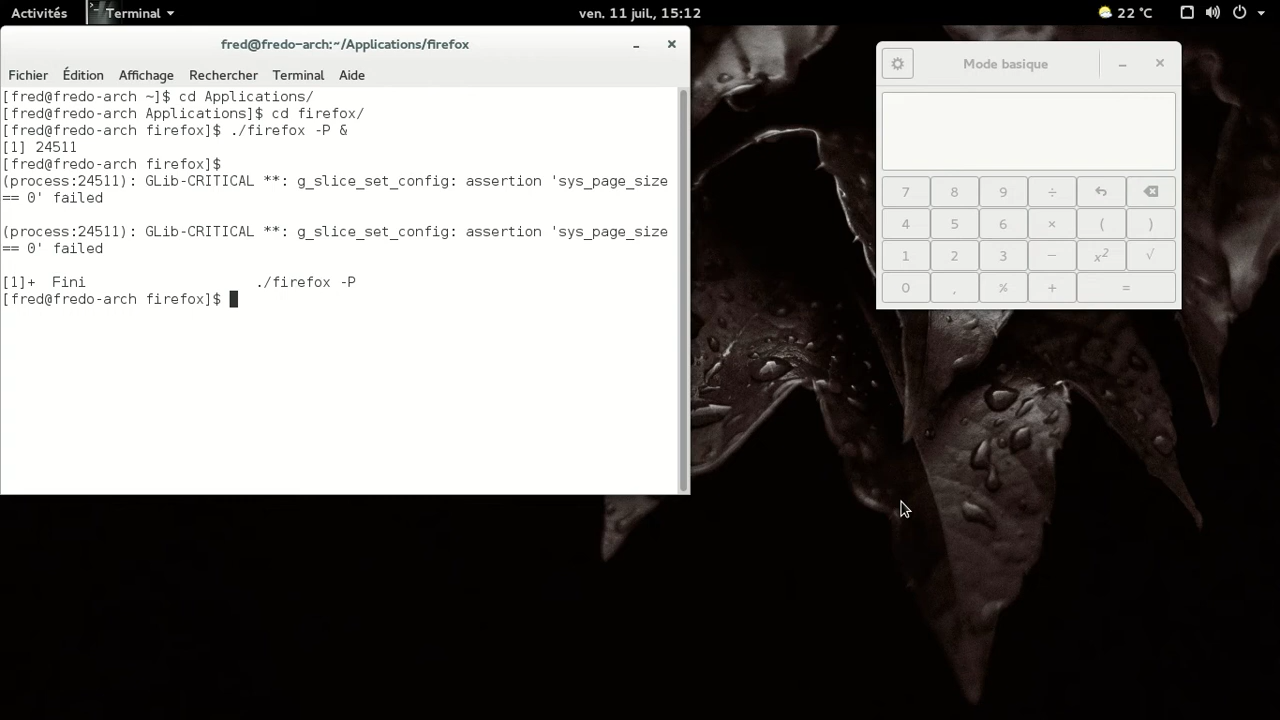 Activités
Terminal
ven. 11 juil., 15:12
22 °C
fred@fredo-arch:~/Applications/firefox
Fichier Édition Affichage Rechercher Terminal Aide
[fred@fredo-arch ~]$ cd Applications/
[fred@fredo-arch Applications]$ cd firefox/
[fred@fredo-arch firefox]$ ./firefox -P &
[1] 24511
[fred@fredo-arch firefox]$
(process:24511): GLib-CRITICAL **: g_slice_set_config: assertion 'sys_page_size
== 0' failed
(process:24511): GLib-CRITICAL **: g_slice_set_config: assertion 'sys_page_size
== 0' failed
[1]+ Fini ./firefox -P
[fred@fredo-arch firefox]$
Mode basique
7 8 9 ÷
4 5 6 × ( )
1 2 3 − x² √
0 , % + =